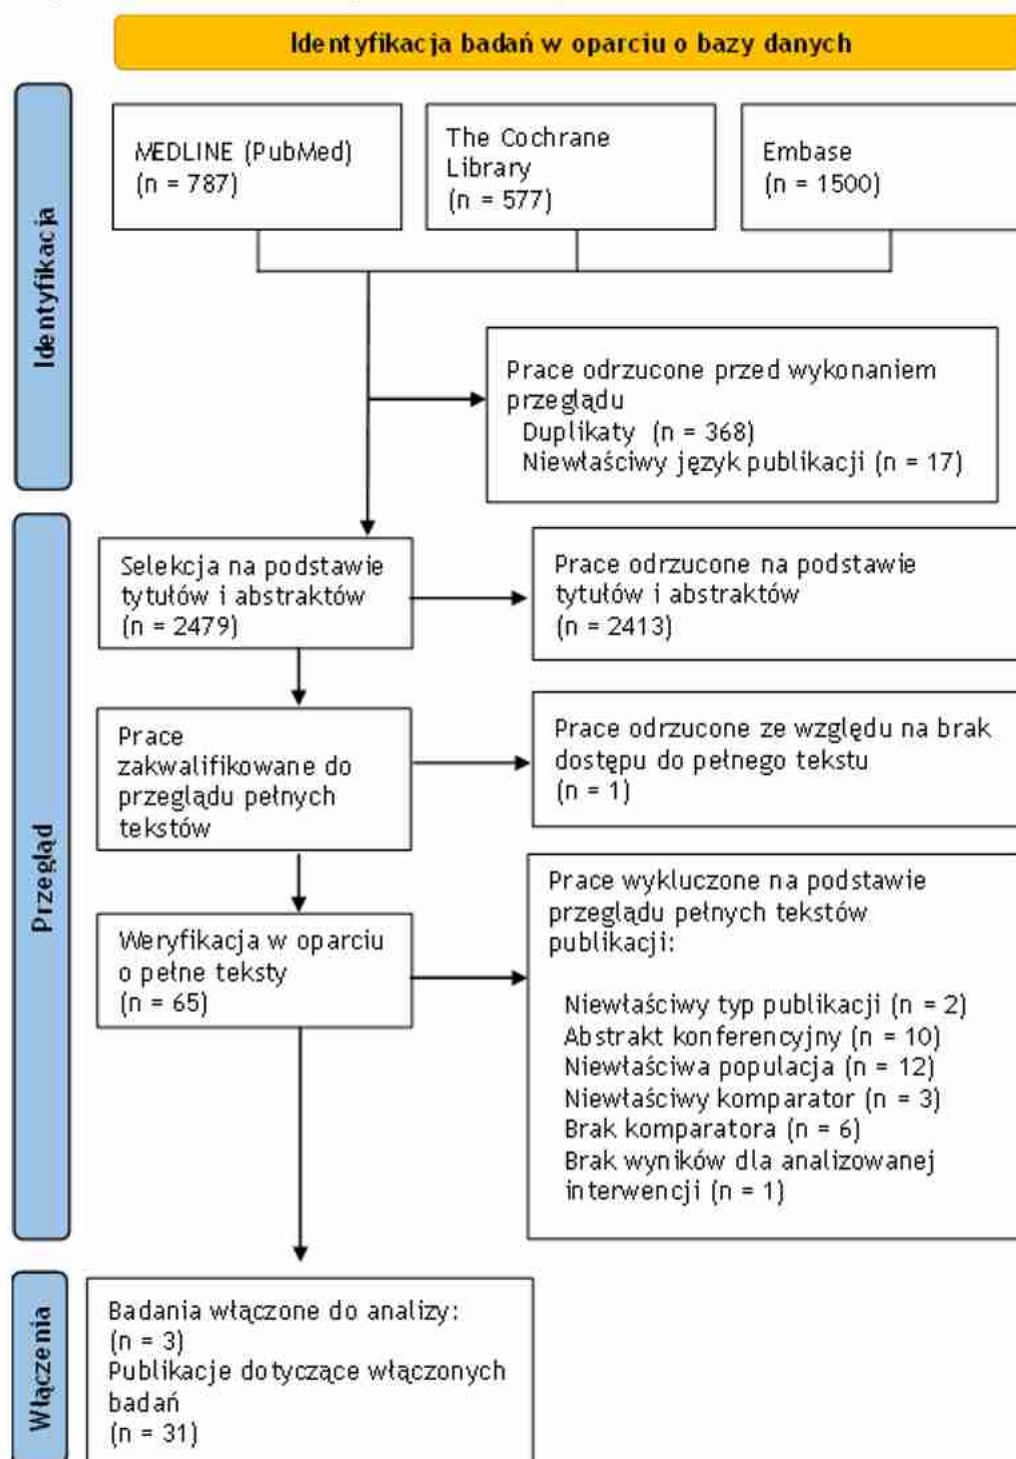 Identyfikacja badań w oparciu o bazy danych
Identyfikacja
MEDLINE (PubMed)
(n = 787)
The Cochrane
Library
(n = 577)
Embase
(n = 1500)
Prace odrzucone przed wykonaniem
przeglądu
Duplikaty (n = 368)
Niewłaściwy język publikacji (n = 17)
Przegląd
Selekcja na podstawie
tytułów i abstraktów
(n = 2479)
Prace odrzucone na podstawie
tytułów i abstraktów
(n = 2413)
Prace
zakwalifikowane do
przeglądu pełnych
tekstów
Prace odrzucone ze względu na brak
dostępu do pełnego tekstu
(n = 1)
Weryfikacja w oparciu
o pełne teksty
(n = 65)
Prace wykluczone na podstawie
przeglądu pełnych tekstów
publikacji:
Niewłaściwy typ publikacji (n = 2)
Abstrakt konferencyjny (n = 10)
Niewłaściwa populacja (n = 12)
Niewłaściwy komparator (n = 3)
Brak komparatora (n = 6)
Brak wyników dla analizowanej
interwencji (n = 1)
Włączenia
Badania włączone do analizy:
(n = 3)
Publikacje dotyczące włączonych
badań
(n = 31)